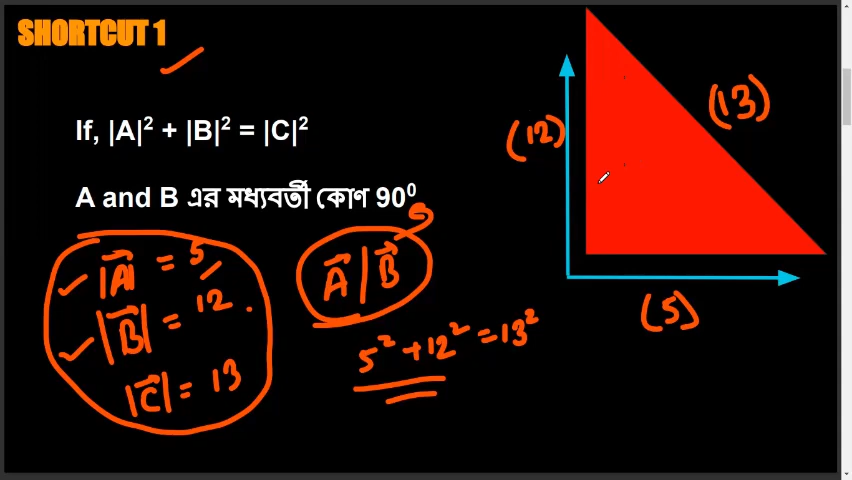 SHORTCUT 1
If, |A|² + |B|² = |C|²
A and B এর মধ্যবর্তী কোণ 90⁰
|A⃗| = 5
|B⃗| = 12
|C⃗| = 13
A⃗ | B⃗
5² + 12² = 13²
(12)
(13)
(5)